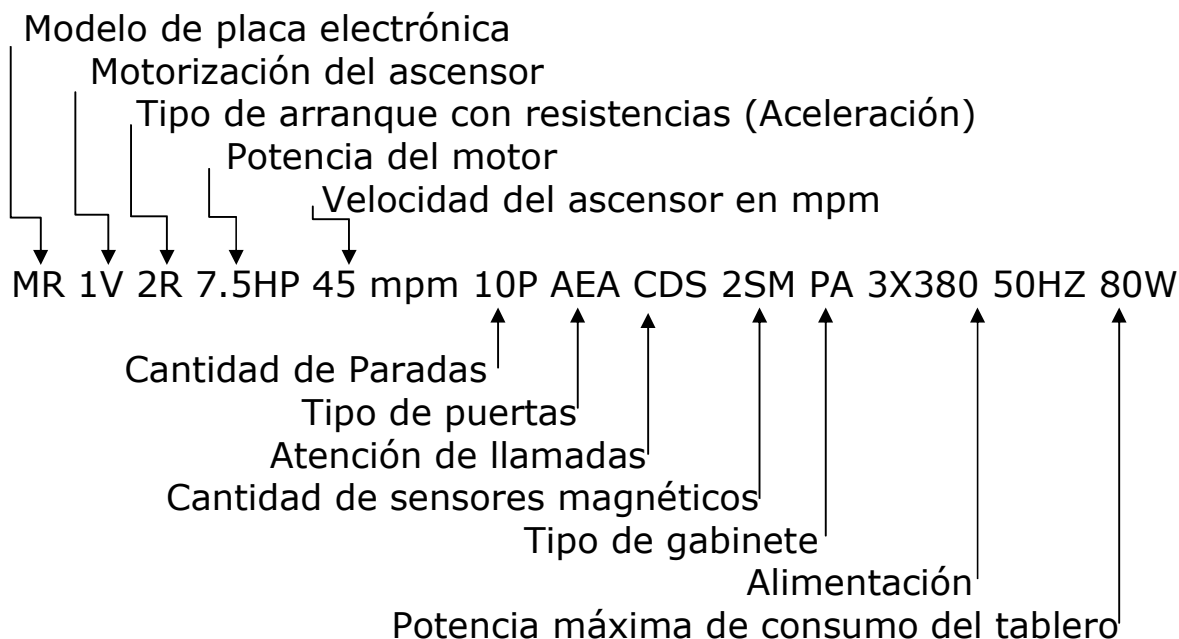 Modelo de placa electrónica
Motorización del ascensor
Tipo de arranque con resistencias (Aceleración)
Potencia del motor
Velocidad del ascensor en mpm
MR 1V 2R 7.5HP 45 mpm 10P AEA CDS 2SM PA 3X380 50HZ 80W
Cantidad de Paradas
Tipo de puertas
Atención de llamadas
Cantidad de sensores magnéticos
Tipo de gabinete
Alimentación
Potencia máxima de consumo del tablero